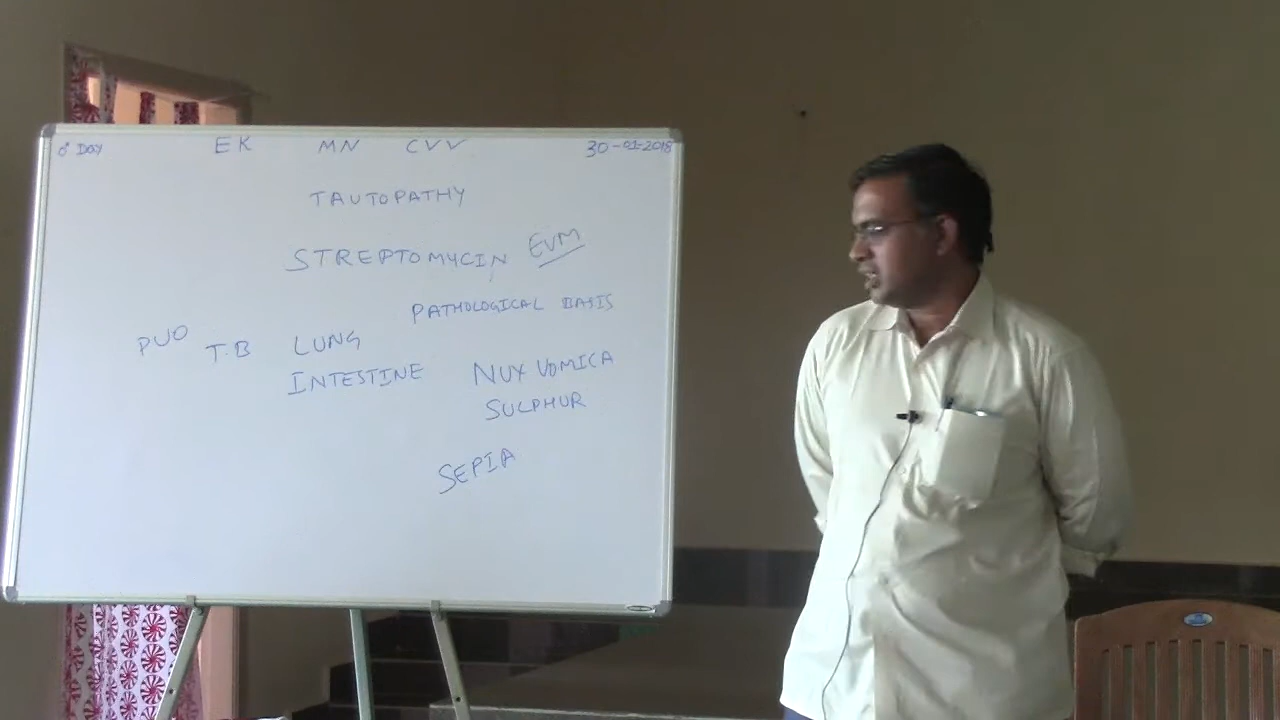 ♂ DAY EK MN CVV 30-01-2018
TAUTOPATHY
STREPTOMYCIN EVM
PATHOLOGICAL BASIS
PUO T.B LUNG
INTESTINE NUX VOMICA
SULPHUR
SEPIA